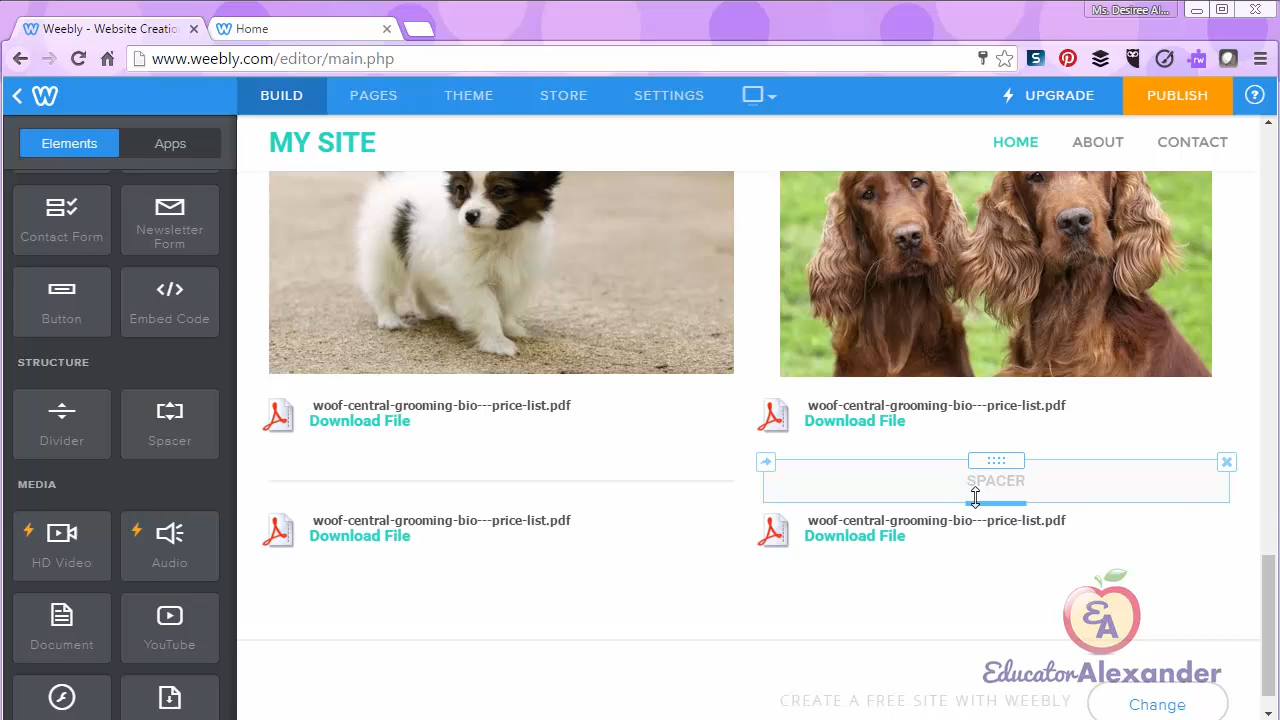 Ms. Desiree Al...
Weebly - Website Creatio
Home
www.weebly.com/editor/main.php
S
rw
W
BUILD
PAGES
THEME
STORE
SETTINGS
UPGRADE
PUBLISH
?
Elements
Apps
MY SITE
HOME
ABOUT
CONTACT
Contact Form
Newsletter
Form
Button
</>
Embed Code
STRUCTURE
Divider
Spacer
MEDIA
HD Video
Audio
Document
YouTube
woof-central-grooming-bio---price-list.pdf
Download File
woof-central-grooming-bio---price-list.pdf
Download File
SPACER
woof-central-grooming-bio---price-list.pdf
Download File
woof-central-grooming-bio---price-list.pdf
Download File
EA
EducatorAlexander
CREATE A FREE SITE WITH WEEBLY
Change